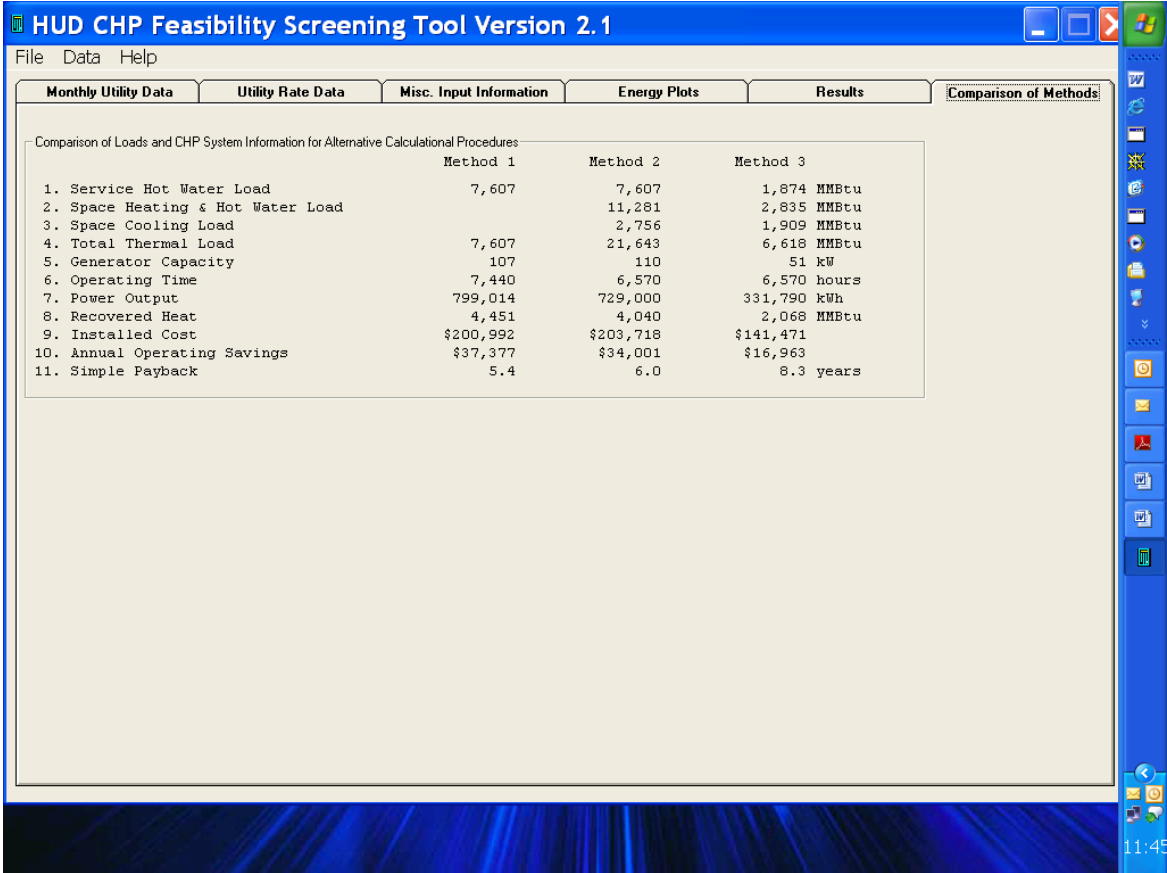 HUD CHP Feasibility Screening Tool Version 2.1
File Data Help
Monthly Utility Data Utility Rate Data Misc. Input Information Energy Plots Results Comparison of Methods
Comparison of Loads and CHP System Information for Alternative Calculational Procedures
Method 1 Method 2 Method 3
1. Service Hot Water Load 7,607 7,607 1,874 MMBtu
2. Space Heating & Hot Water Load 11,281 2,835 MMBtu
3. Space Cooling Load 2,756 1,909 MMBtu
4. Total Thermal Load 7,607 21,643 6,618 MMBtu
5. Generator Capacity 107 110 51 kW
6. Operating Time 7,440 6,570 6,570 hours
7. Power Output 799,014 729,000 331,790 kWh
8. Recovered Heat 4,451 4,040 2,068 MMBtu
9. Installed Cost $200,992 $203,718 $141,471
10. Annual Operating Savings $37,377 $34,001 $16,963
11. Simple Payback 5.4 6.0 8.3 years
11:45